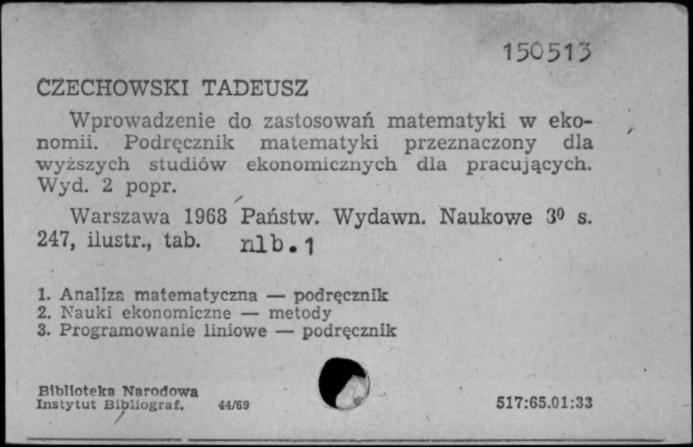 150513
CZECHOWSKI TADEUSZ
Wprowadzenie do zastosowań matematyki w eko-
nomii. Podręcznik matematyki przeznaczony dla
wyższych studiów ekonomicznych dla pracujących.
Wyd. 2 popr.
Warszawa 1968 Państw. Wydawn. Naukowe 3⁰ s.
247, ilustr., tab. nlb. 1
1. Analiza matematyczna — podręcznik
2. Nauki ekonomiczne — metody
3. Programowanie liniowe — podręcznik
Biblioteka Narodowa
Instytut Bibliograf. 44/69 517:65.01:33